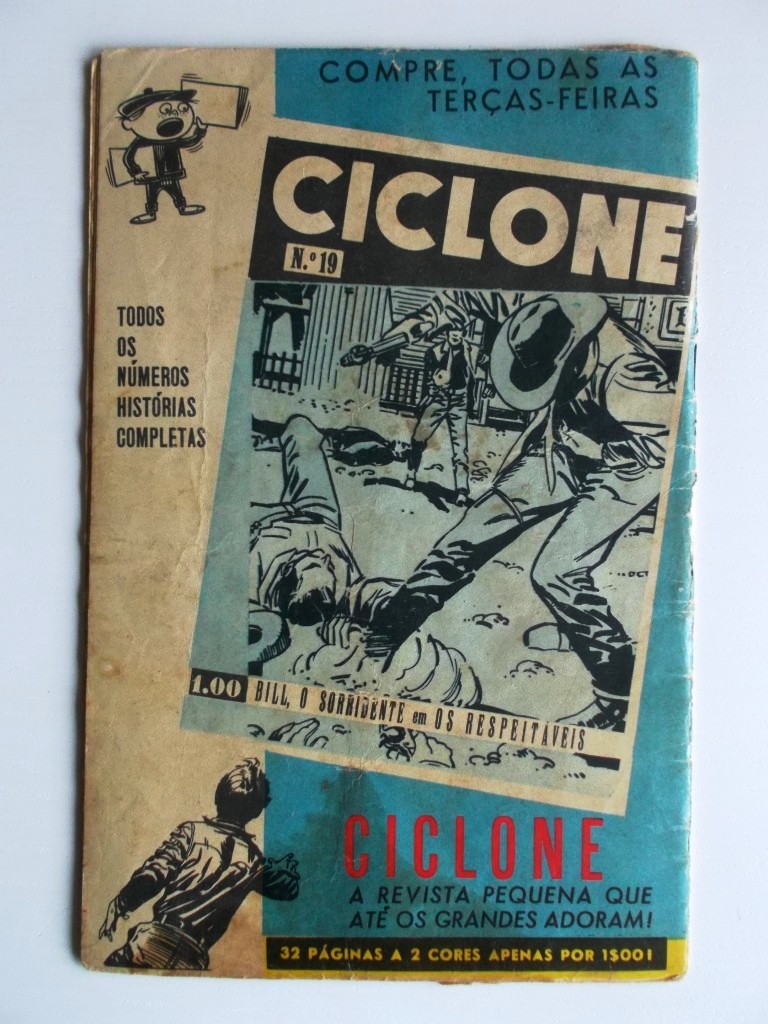 COMPRE, TODAS AS
TERÇAS-FEIRAS
CICLONE
N.º 19
TODOS
OS
NÚMEROS
HISTÓRIAS
COMPLETAS
1.00 BILL, O SORRIDENTE em OS RESPEITÁVEIS
CICLONE
A REVISTA PEQUENA QUE
ATÉ OS GRANDES ADORAM!
32 PÁGINAS A 2 CORES APENAS POR 1$00!